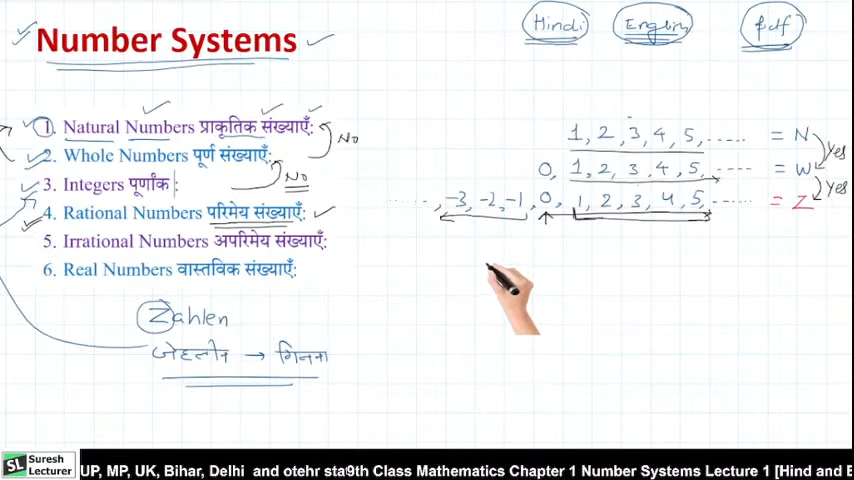 Hindi English pdf
Number Systems
1. Natural Numbers प्राकृतिक संख्याएँ:
No
2. Whole Numbers पूर्ण संख्याएँ:
No
3. Integers पूर्णांक :
4. Rational Numbers परिमेय संख्याएँ:
5. Irrational Numbers अपरिमेय संख्याएँ:
6. Real Numbers वास्तविक संख्याएँ:
1, 2, 3, 4, 5, ..... = N
Yes
0, 1, 2, 3, 4, 5, ..... = W
Yes
....., -3, -2, -1, 0, 1, 2, 3, 4, 5, ..... = Z
Zahlen
जेहलीन → गिनना
SL Suresh Lecturer
UP, MP, UK, Bihar, Delhi and otehr stat9th Class Mathematics Chapter 1 Number Systems Lecture 1 [Hind and E